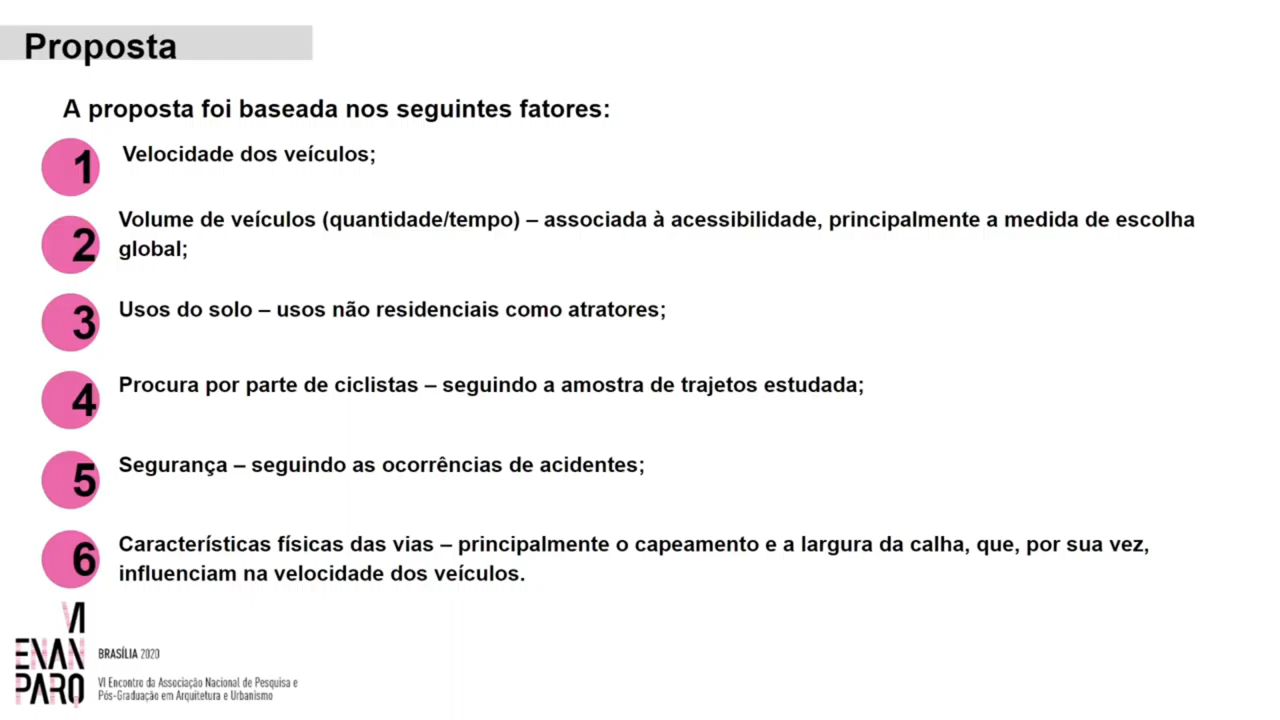 Proposta
A proposta foi baseada nos seguintes fatores:
1 Velocidade dos veículos;
2 Volume de veículos (quantidade/tempo) – associada à acessibilidade, principalmente a medida de escolha
global;
3 Usos do solo – usos não residenciais como atratores;
4 Procura por parte de ciclistas – seguindo a amostra de trajetos estudada;
5 Segurança – seguindo as ocorrências de acidentes;
6 Características físicas das vias – principalmente o capeamento e a largura da calha, que, por sua vez,
influenciam na velocidade dos veículos.
VI
ENAN
PARQ
BRASÍLIA 2020
VI Encontro da Associação Nacional de Pesquisa e
Pós-Graduação em Arquitetura e Urbanismo